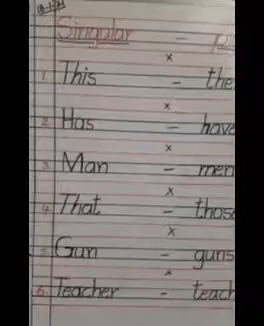 Singular -
x
1. This - the
x
2. Has - have
x
3. Man - men
x
4. That - those
x
5. Gun - guns
x
6. Teacher - teach